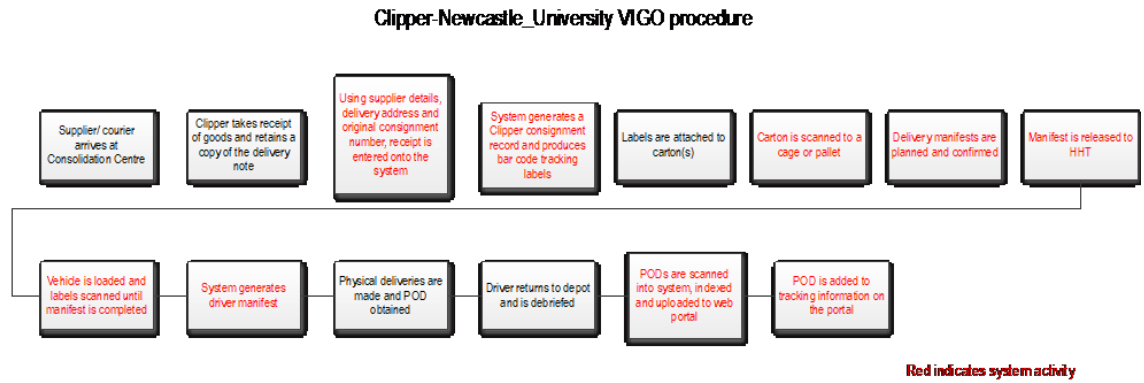 Clipper-Newcastle_University VIGO procedure
Supplier/ courier
arrives at
Consolidation Centre
Clipper takes receipt
of goods and retains a
copy of the delivery
note
Using supplier details,
delivery address and
original consignment
number, receipt is
entered onto the
system
System generates a
Clipper consignment
record and produces
bar code tracking
labels
Labels are attached to
carton(s)
Carton is scanned to a
cage or pallet
Delivery manifests are
planned and confirmed
Manifest is released to
HHT
Vehicle is loaded and
labels scanned until
manifest is completed
System generates
driver manifest
Physical deliveries are
made and POD
obtained
Driver returns to depot
and is debriefed
PODs are scanned
into system, indexed
and uploaded to web
portal
POD is added to
tracking information on
the portal
Red indicates system activity